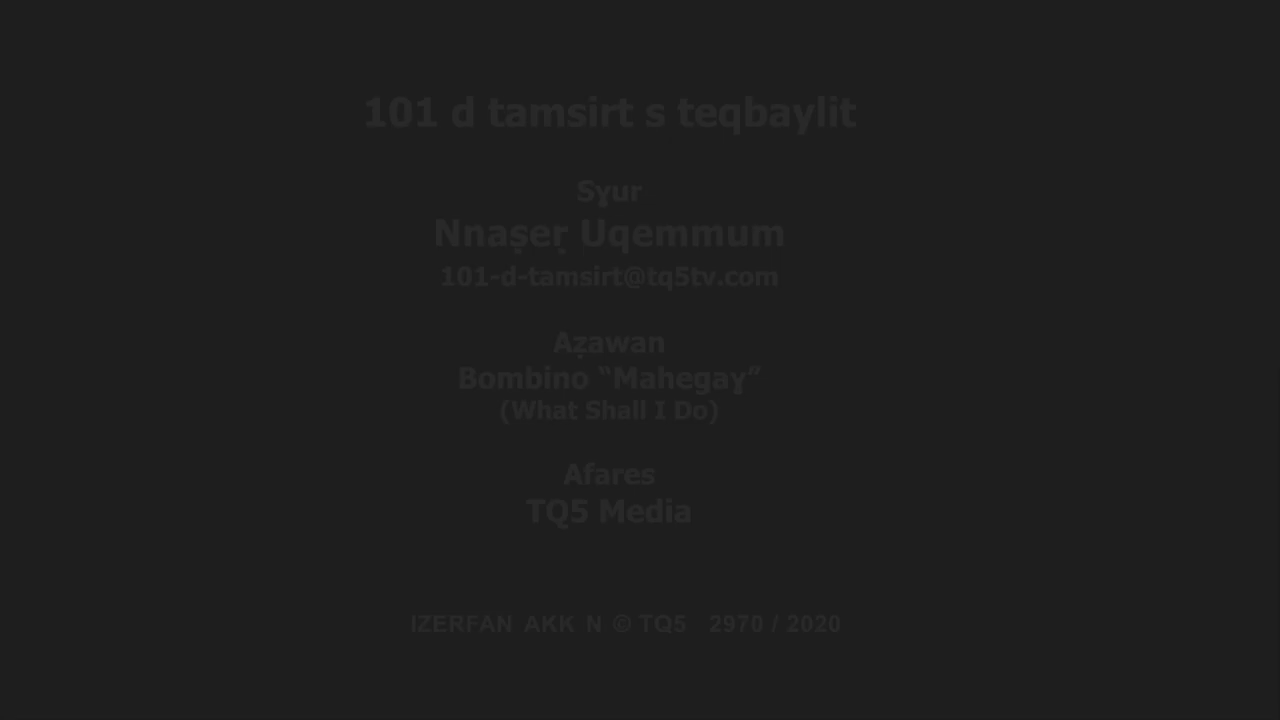 101 d tamsirt s teqbaylit
Sɣur
Nnaṣeṛ Uqemmum
101-d-tamsirt@tq5tv.com
Aẓawan
Bombino “Mahegaɣ”
(What Shall I Do)
Afares
TQ5 Media
IZERFAN AKK N © TQ5 2970 / 2020